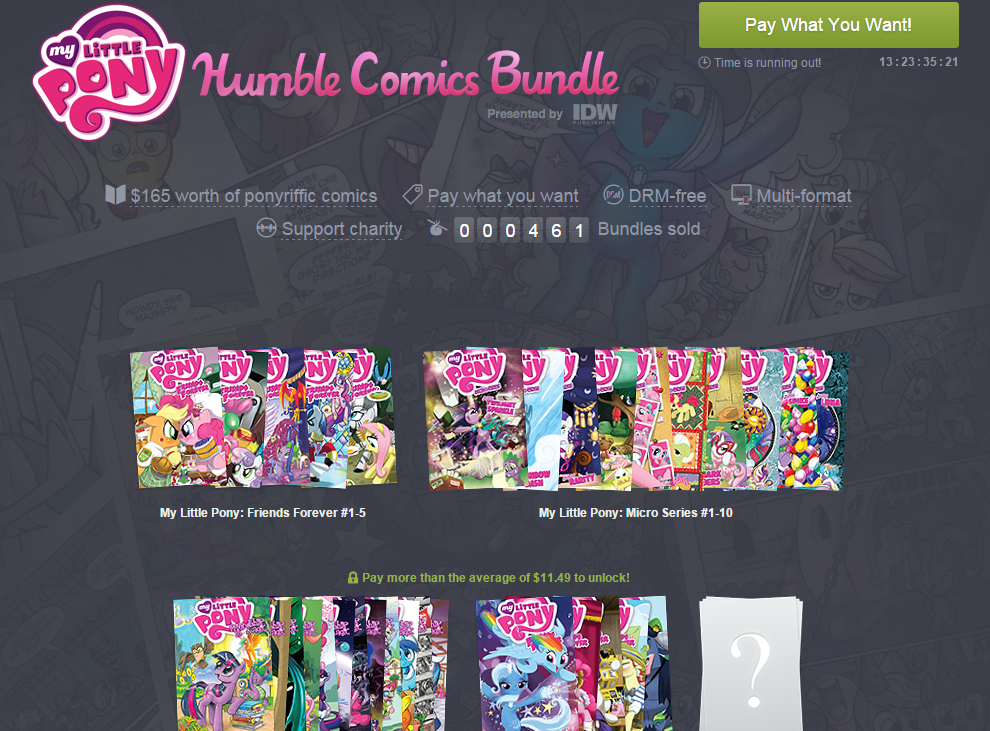 My LITTLE PONY
Humble Comics Bundle
Presented by IDW PUBLISHING
Pay What You Want!
Time is running out! 13:23:35:21
$165 worth of ponyriffic comics Pay what you want DRM-free Multi-format
Support charity 0 0 0 4 6 1 Bundles sold
My Little Pony: Friends Forever #1-5
My Little Pony: Micro Series #1-10
Pay more than the average of $11.49 to unlock!
?